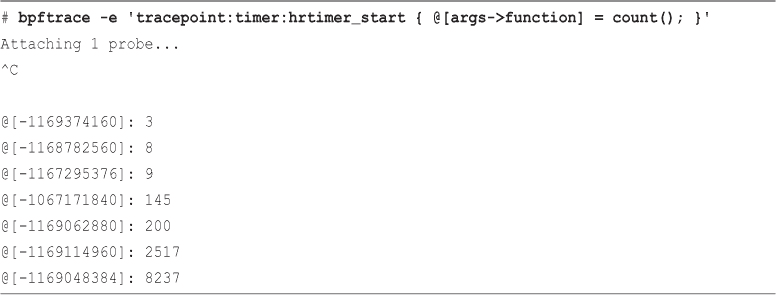 # bpftrace -e 'tracepoint:timer:hrtimer_start { @[args->function] = count(); }'
Attaching 1 probe...
^C
@[-1169374160]: 3
@[-1168782560]: 8
@[-1167295376]: 9
@[-1067171840]: 145
@[-1169062880]: 200
@[-1169114960]: 2517
@[-1169048384]: 8237